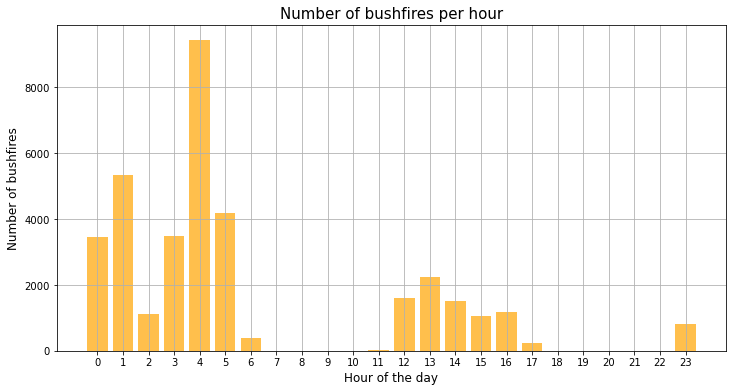 Number of bushfires per hour
Number of bushfires
8000
6000
4000
2000
0
0 1 2 3 4 5 6 7 8 9 10 11 12 13 14 15 16 17 18 19 20 21 22 23
Hour of the day